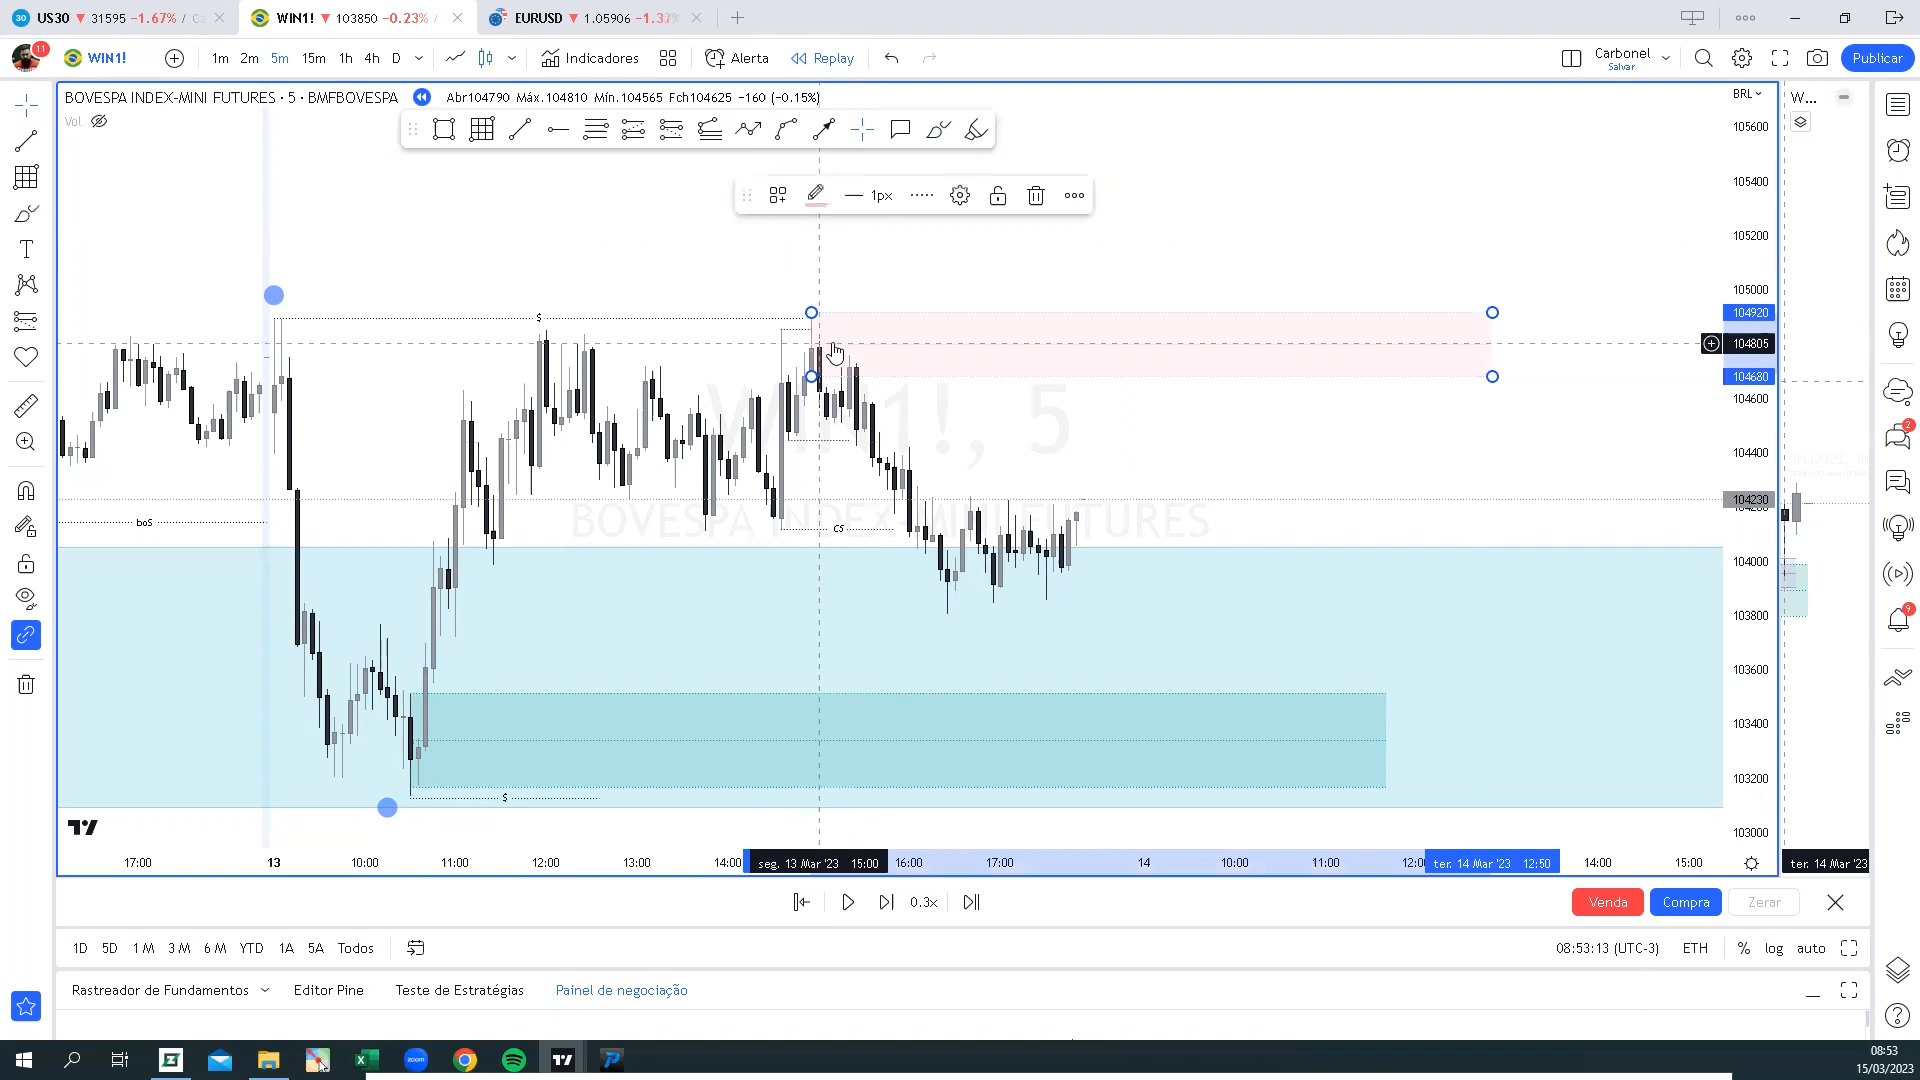 30 US30 ▼ 31595 −1.67% /
WIN1! ▼ 103850 −0.23% /
EURUSD ▼ 1.05906 −1.37%
11 WIN1! 1m 2m 5m 15m 1h 4h D Indicadores Alerta Replay Carbonel Salvar Publicar
BOVESPA INDEX-MINI FUTURES · 5 · BMFBOVESPA Abr104790 Máx.104810 Mín.104565 Fch104625 −160 (−0.15%) BRL W...
Vol
1px
105600
105400
105200
105000
104920
104805
104680
104600
104400
104230
104000
103800
103600
103400
103200
103000
$
boS
CS
$
WIN1!, 5
BOVESPA INDEX-MINI FUTURES
17:00 13 10:00 11:00 12:00 13:00 14:00 seg. 13 Mar '23 15:00 16:00 17:00 14 10:00 11:00 ter. 14 Mar '23 12:50 14:00 15:00 ter. 14 Mar '23
0.3x Venda Compra Zerar
1D 5D 1M 3M 6M YTD 1A 5A Todos 08:53:13 (UTC-3) ETH % log auto
Rastreador de Fundamentos Editor Pine Teste de Estratégias Painel de negociação
2
9
zoom
08:53
15/03/2023